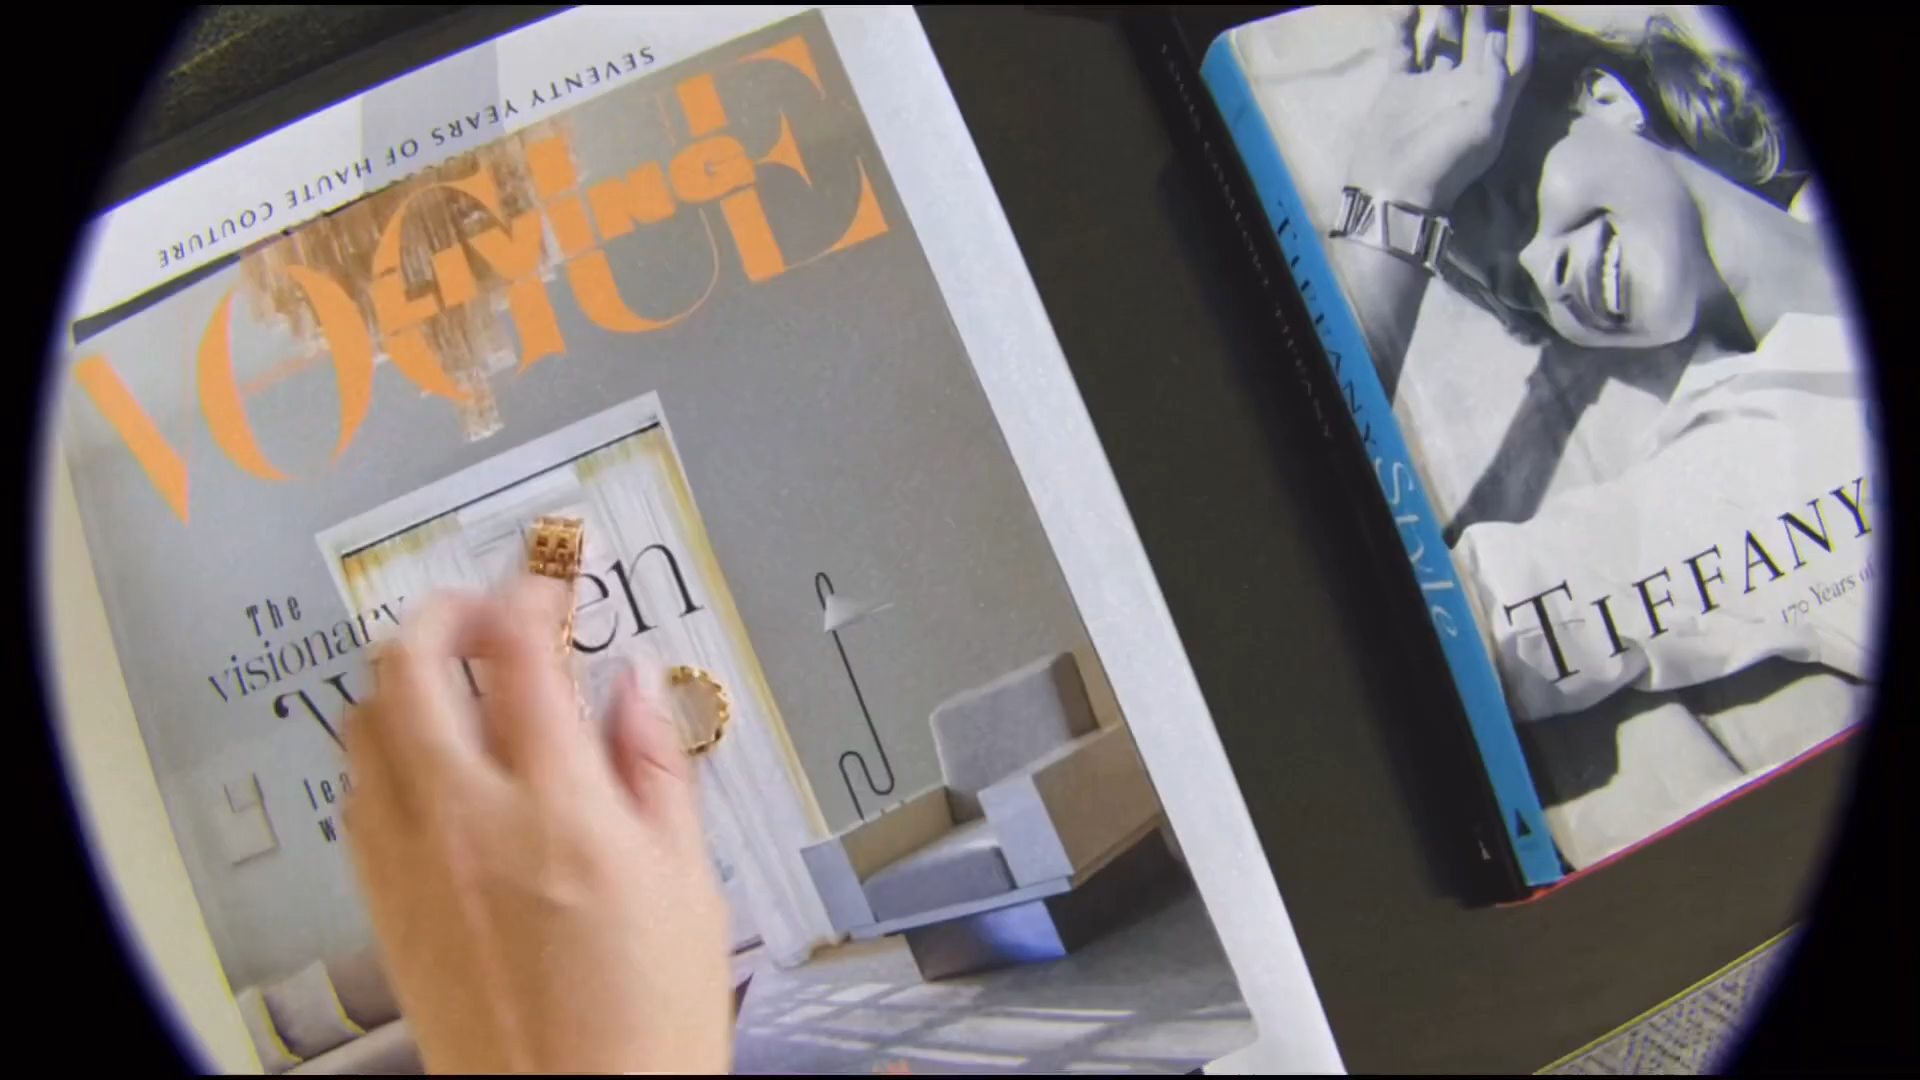 SEVENTY YEARS OF HAUTE COUTURE
VOGUE
LIVING
The
visionary
en
TIFFANY Style
TIFFANY
170 Years of